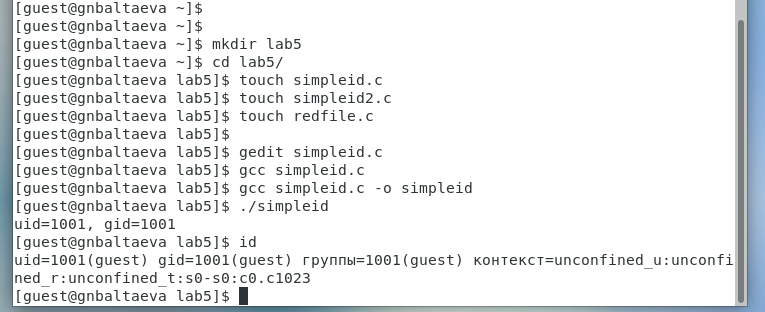 [guest@gnbaltaeva ~]$
[guest@gnbaltaeva ~]$
[guest@gnbaltaeva ~]$ mkdir lab5
[guest@gnbaltaeva ~]$ cd lab5/
[guest@gnbaltaeva lab5]$ touch simpleid.c
[guest@gnbaltaeva lab5]$ touch simpleid2.c
[guest@gnbaltaeva lab5]$ touch redfile.c
[guest@gnbaltaeva lab5]$
[guest@gnbaltaeva lab5]$ gedit simpleid.c
[guest@gnbaltaeva lab5]$ gcc simpleid.c
[guest@gnbaltaeva lab5]$ gcc simpleid.c -o simpleid
[guest@gnbaltaeva lab5]$ ./simpleid
uid=1001, gid=1001
[guest@gnbaltaeva lab5]$ id
uid=1001(guest) gid=1001(guest) группы=1001(guest) контекст=unconfined_u:unconfi
ned_r:unconfined_t:s0-s0:c0.c1023
[guest@gnbaltaeva lab5]$